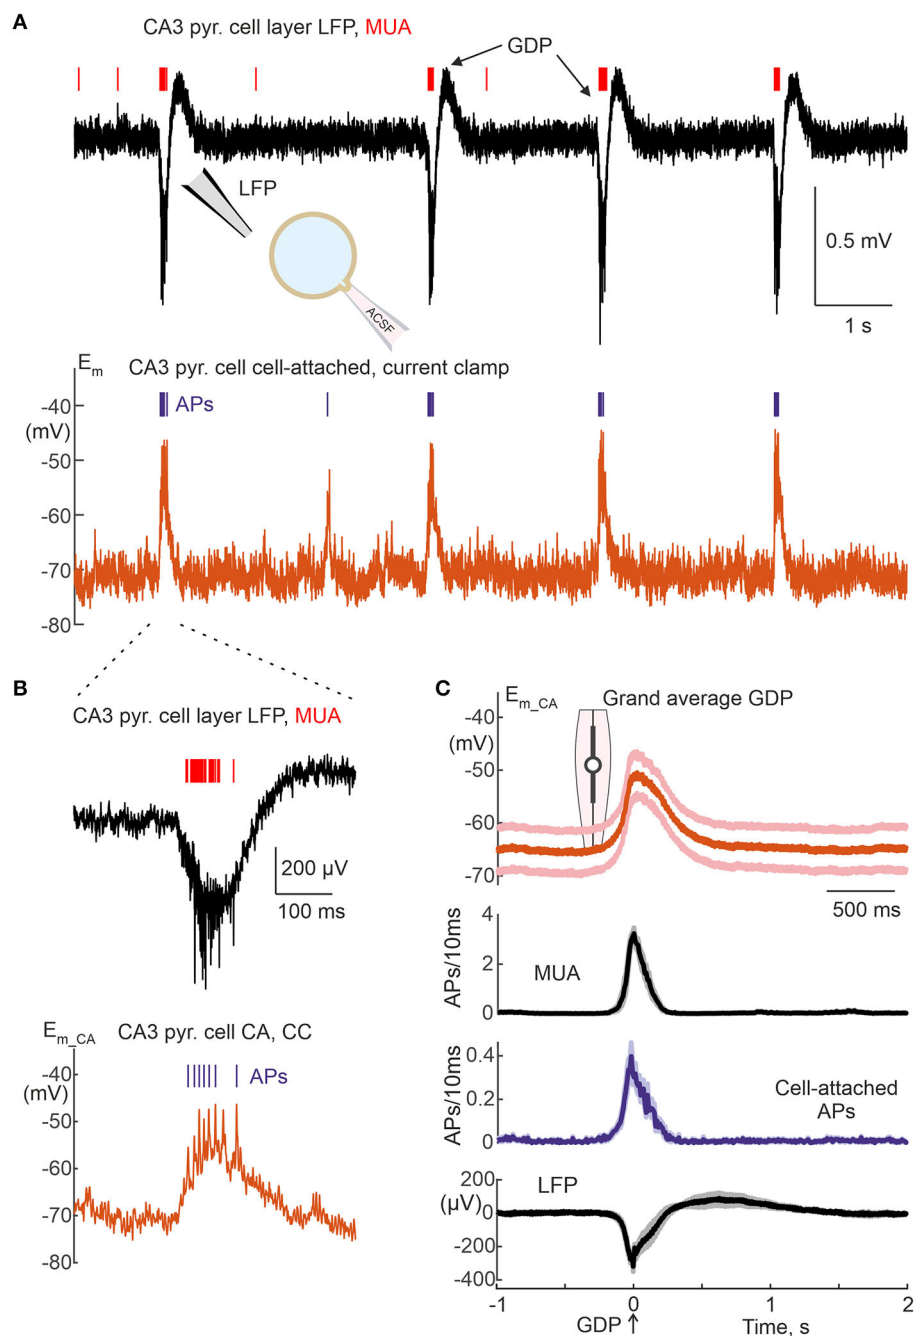 A
CA3 pyr. cell layer LFP, MUA
GDP
LFP
ACSF
0.5 mV
1 s
Em
CA3 pyr. cell cell-attached, current clamp
APs
-40
(mV)
-50
-60
-70
-80
B
CA3 pyr. cell layer LFP, MUA
200 µV
100 ms
Em_CA
CA3 pyr. cell CA, CC
APs
-40
(mV)
-50
-60
-70
-80
C
Em_CA
Grand average GDP
-40
(mV)
-50
-60
-70
500 ms
APs/10ms
4
2
0
MUA
APs/10ms
0.4
0.2
0
Cell-attached
APs
200
(µV)
0
-200
-400
LFP
-1 0 1 2
GDP ↑ Time, s